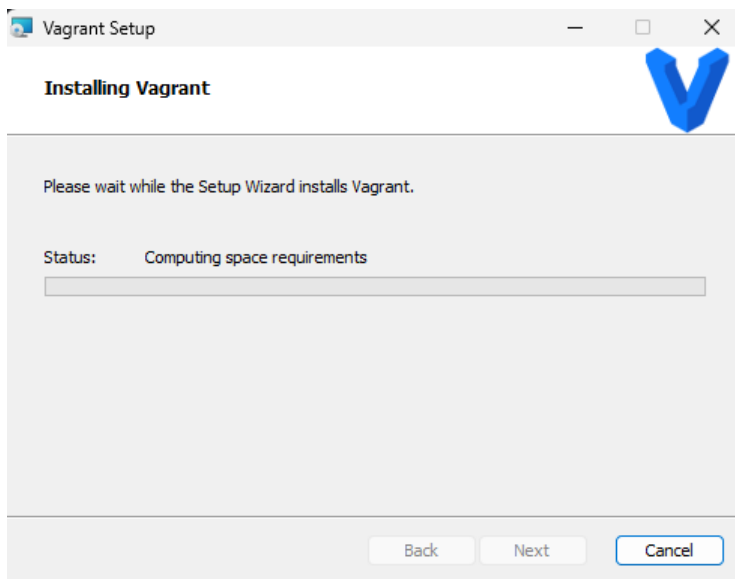 Vagrant Setup
Installing Vagrant
Please wait while the Setup Wizard installs Vagrant.
Status: Computing space requirements
Back Next Cancel